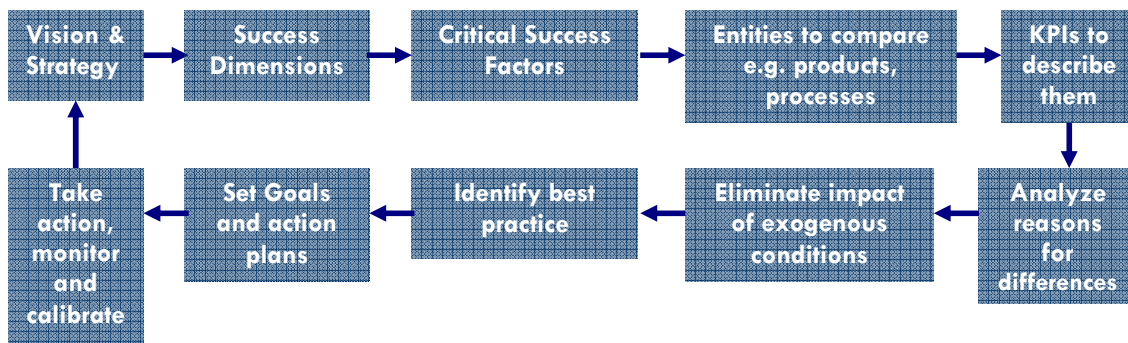 Vision &
Strategy
Success
Dimensions
Critical Success
Factors
Entities to compare
e.g. products,
processes
KPIs to
describe
them
Analyze
reasons
for
differences
Eliminate impact
of exogenous
conditions
Identify best
practice
Set Goals
and action
plans
Take
action,
monitor
and
calibrate